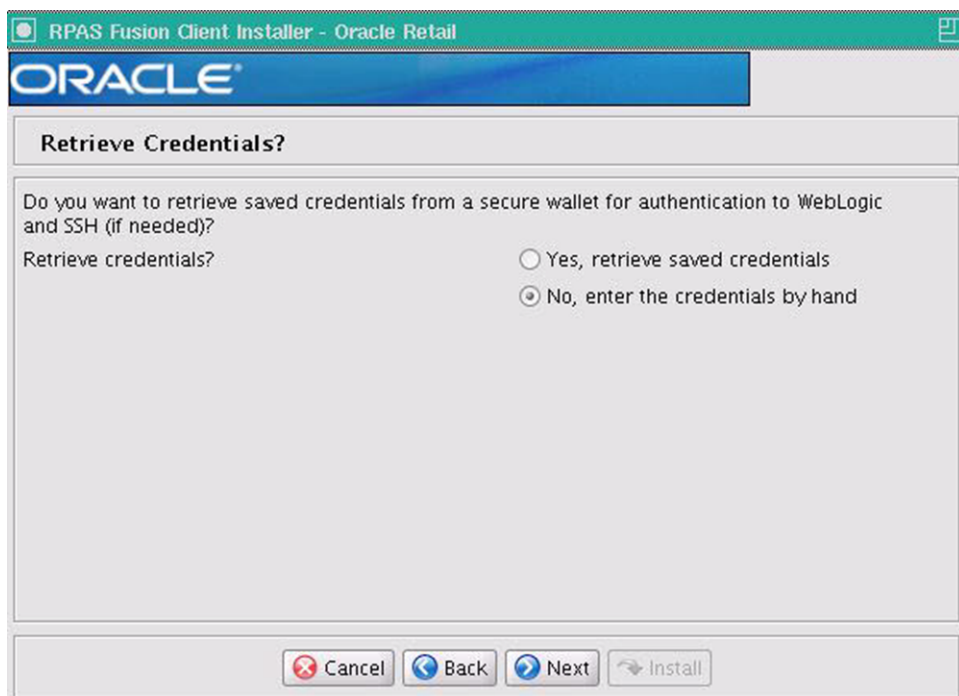 RPAS Fusion Client Installer - Oracle Retail
ORACLE®
Retrieve Credentials?
Do you want to retrieve saved credentials from a secure wallet for authentication to WebLogic
and SSH (if needed)?
Retrieve credentials?
Yes, retrieve saved credentials
No, enter the credentials by hand
Cancel Back Next Install